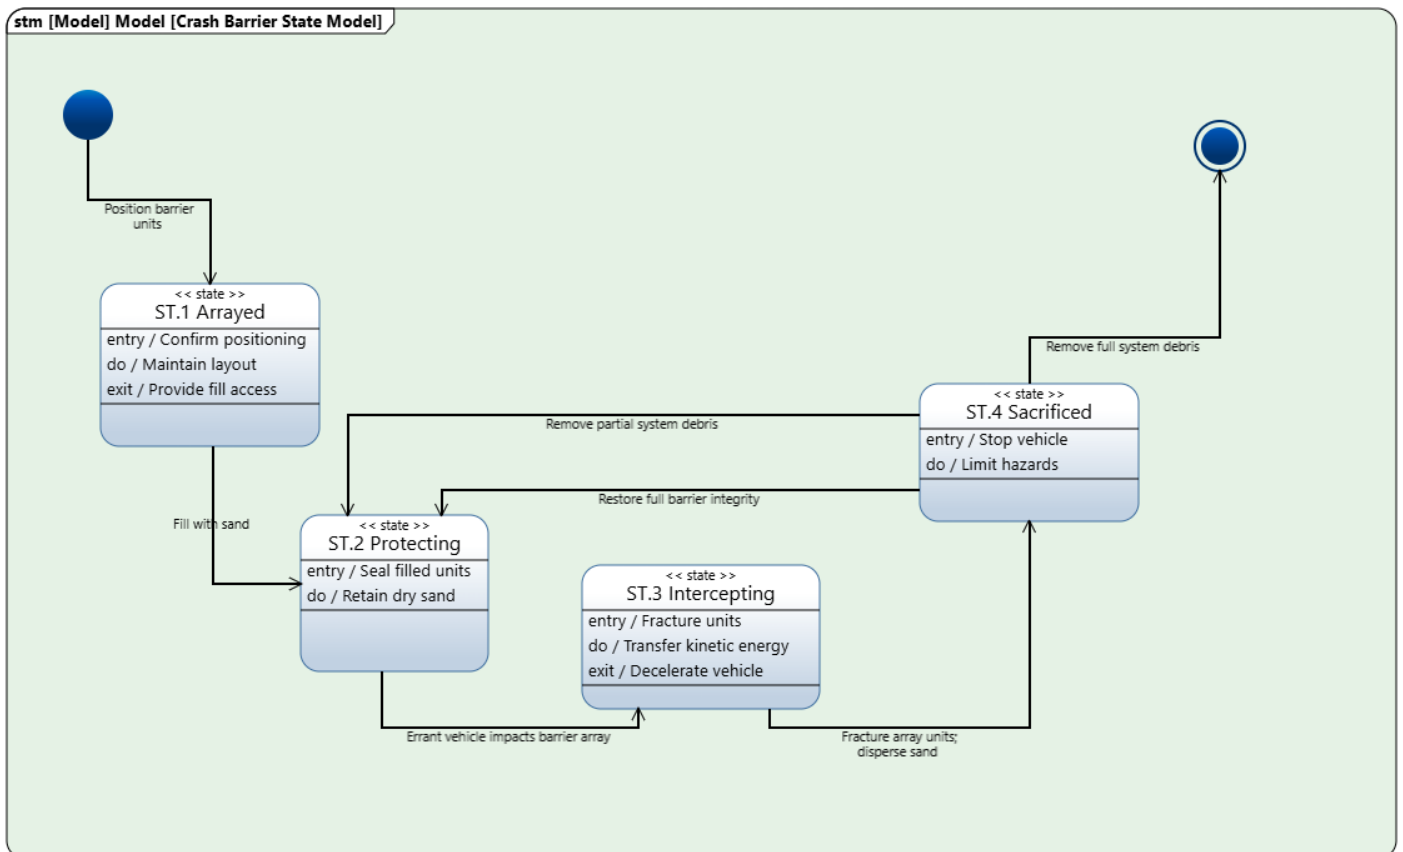 stm [Model] Model [Crash Barrier State Model]
Position barrier
units
<< state >>
ST.1 Arrayed
entry / Confirm positioning
do / Maintain layout
exit / Provide fill access
Remove full system debris
<< state >>
ST.4 Sacrificed
entry / Stop vehicle
do / Limit hazards
Remove partial system debris
Restore full barrier integrity
Fill with sand
<< state >>
ST.2 Protecting
entry / Seal filled units
do / Retain dry sand
<< state >>
ST.3 Intercepting
entry / Fracture units
do / Transfer kinetic energy
exit / Decelerate vehicle
Errant vehicle impacts barrier array
Fracture array units;
disperse sand